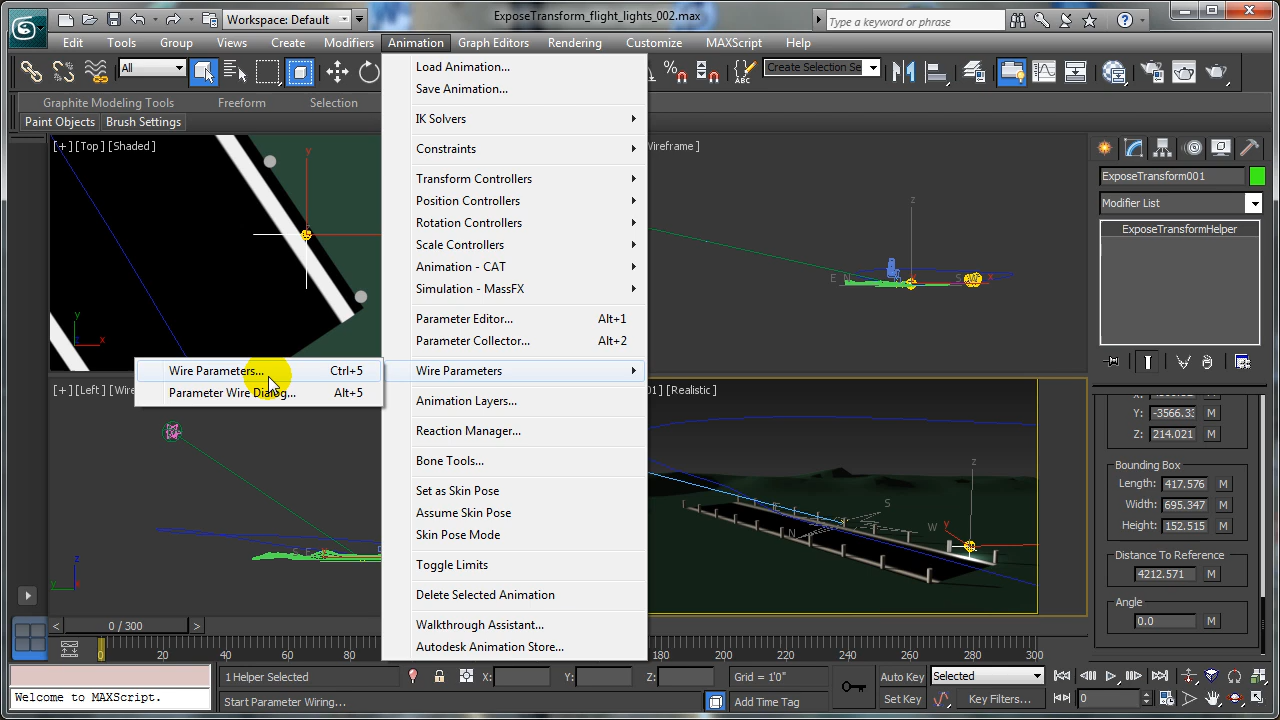 Workspace: Default
ExposeTransform_flight_lights_002.max
Type a keyword or phrase
Edit Tools Group Views Create Modifiers Animation Graph Editors Rendering Customize MAXScript Help
All
ABC
Create Selection Se
Graphite Modeling Tools Freeform Selection
Paint Objects Brush Settings
[+] [Top] [Shaded]
y
y
z x
Load Animation...
Save Animation...
IK Solvers
Constraints
Transform Controllers
Position Controllers
Rotation Controllers
Scale Controllers
Animation - CAT
Simulation - MassFX
Parameter Editor... Alt+1
Parameter Collector... Alt+2
Wire Parameters
Animation Layers...
Reaction Manager...
Bone Tools...
Set as Skin Pose
Assume Skin Pose
Skin Pose Mode
Toggle Limits
Delete Selected Animation
Walkthrough Assistant...
Autodesk Animation Store...
Wire Parameters... Ctrl+5
Parameter Wire Dialog... Alt+5
Wireframe ]
z
E N S W
[+] [Left] [Wire
z
y x
01] [Realistic ]
z
y
E S
N W
ExposeTransform001
Modifier List
ExposeTransformHelper
Y: -3566.33 M
Z: 214.021 M
Bounding Box
Length: 417.576 M
Width: 695.347 M
Height: 152.515 M
Distance To Reference
4212.571 M
Angle
0.0 M
< 0 / 300 >
0 20 40 60 80 180 200 220 240 260 280 300
1 Helper Selected X: Y: Z: Grid = 1'0" Auto Key Selected
Welcome to MAXScript. Start Parameter Wiring... Add Time Tag Set Key Key Filters... 0